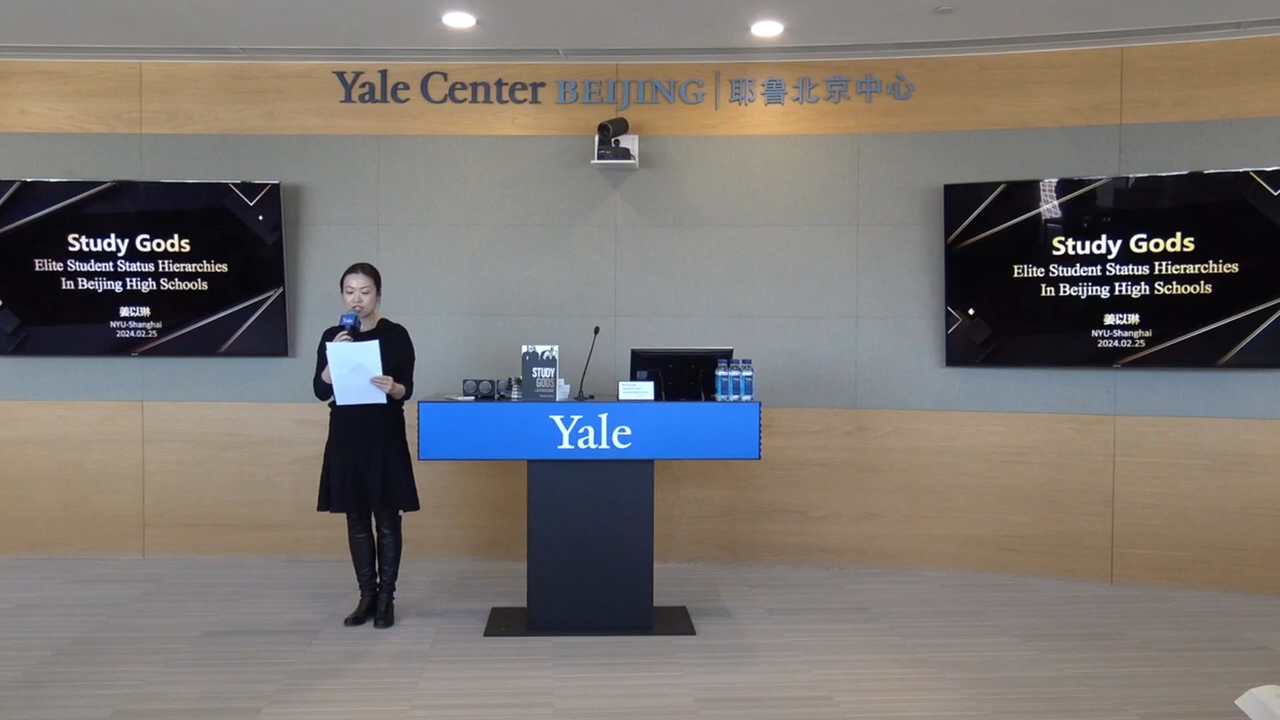 Yale Center BEIJING | 耶鲁北京中心
Study Gods
Elite Student Status Hierarchies
In Beijing High Schools
姜以琳
NYU-Shanghai
2024.02.25
Study Gods
Elite Student Status Hierarchies
In Beijing High Schools
姜以琳
NYU-Shanghai
2024.02.25
Yale
STUDY
GODS
Yale